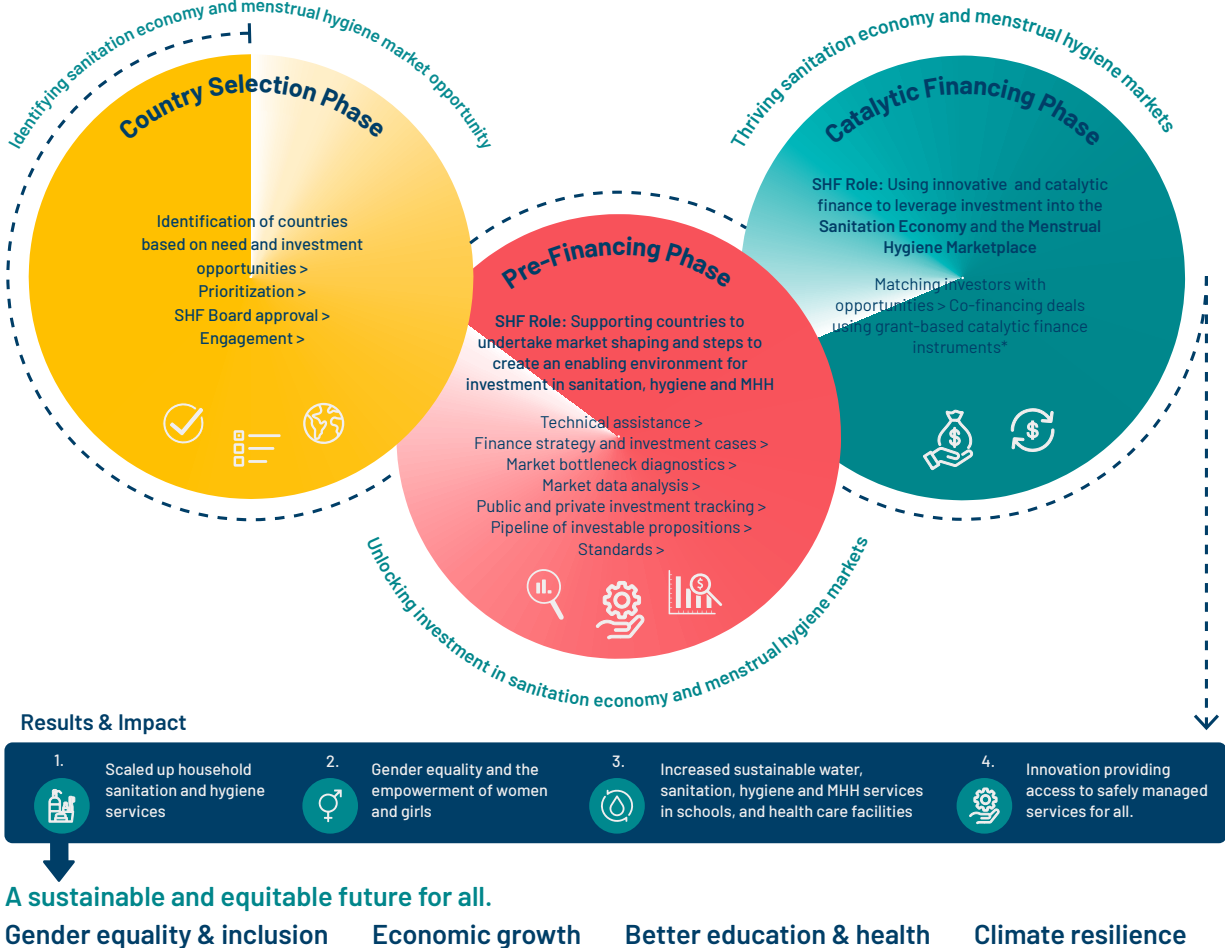 Identifying sanitation economy and menstrual hygiene market opportunity
Country Selection Phase
Identification of countries
based on need and investment
opportunities >
Prioritization >
SHF Board approval >
Engagement >
Pre-Financing Phase
SHF Role: Supporting countries to
undertake market shaping and steps to
create an enabling environment for
investment in sanitation, hygiene and MHH
Technical assistance >
Finance strategy and investment cases >
Market bottleneck diagnostics >
Market data analysis >
Public and private investment tracking >
Pipeline of investable propositions >
Standards >
Unlocking investment in sanitation economy and menstrual hygiene markets
Thriving sanitation economy and menstrual hygiene markets
Catalytic Financing Phase
SHF Role: Using innovative and catalytic
finance to leverage investment into the
Sanitation Economy and the Menstrual
Hygiene Marketplace
Matching investors with
opportunities > Co-financing deals
using grant-based catalytic finance
instruments*
$
$
$
Results & Impact
1.
Scaled up household
sanitation and hygiene
services
2.
Gender equality and the
empowerment of women
and girls
3.
Increased sustainable water,
sanitation, hygiene and MHH services
in schools, and health care facilities
4.
Innovation providing
access to safely managed
services for all.
A sustainable and equitable future for all.
Gender equality & inclusion
Economic growth
Better education & health
Climate resilience